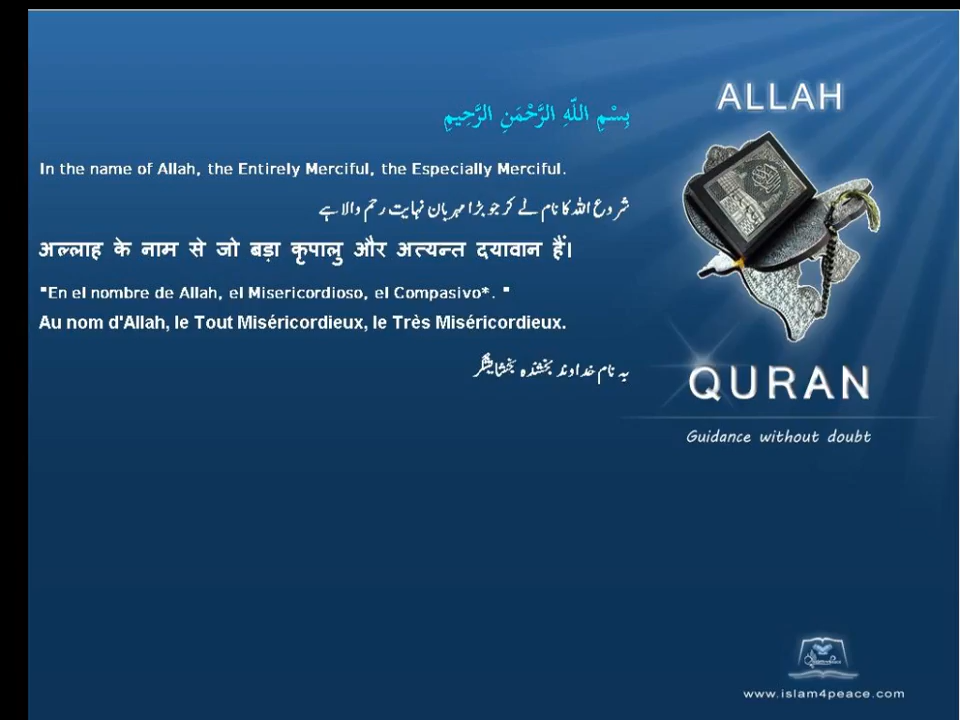 بِسْمِ اللّهِ الرَّحْمَنِ الرَّحِيمِ
In the name of Allah, the Entirely Merciful, the Especially Merciful.
شروع الله کا نام لے کر جو بڑا مہربان نہایت رحم والا ہے
अल्लाह के नाम से जो बड़ा कृपालु और अत्यन्त दयावान हैं।
"En el nombre de Allah, el Misericordioso, el Compasivo*. "
Au nom d'Allah, le Tout Miséricordieux, le Très Miséricordieux.
به نام خداوند بخشنده بخشایشگر
ALLAH
QURAN
Guidance without doubt
www.islam4peace.com